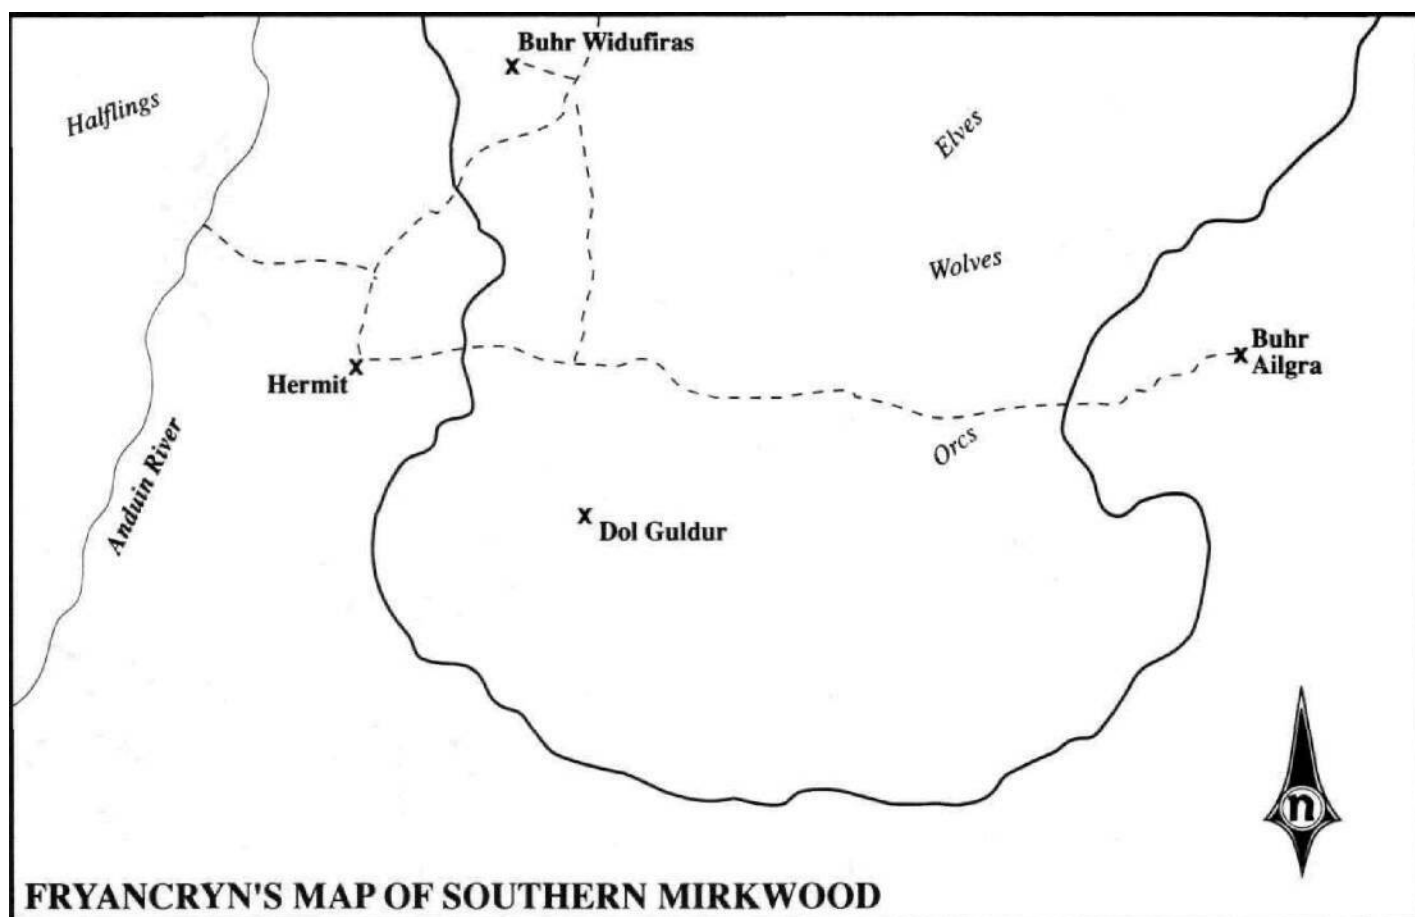 Buhr Widufiras
X
Halflings
Elves
Wolves
Buhr
X
Ailgra
X
Hermit
Orcs
Anduin River
X
Dol Guldur
n
FRYANCRYN'S MAP OF SOUTHERN MIRKWOOD